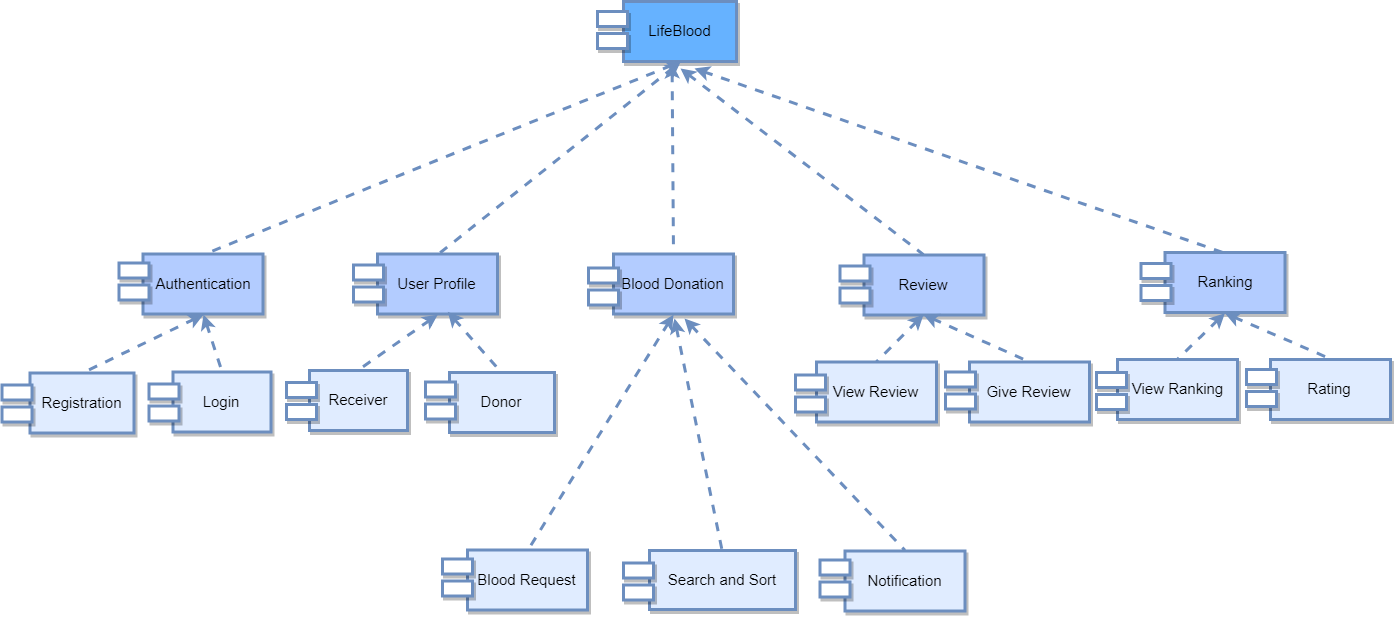 LifeBlood
Authentication
User Profile
Blood Donation
Review
Ranking
Registration
Login
Receiver
Donor
View Review
Give Review
View Ranking
Rating
Blood Request
Search and Sort
Notification